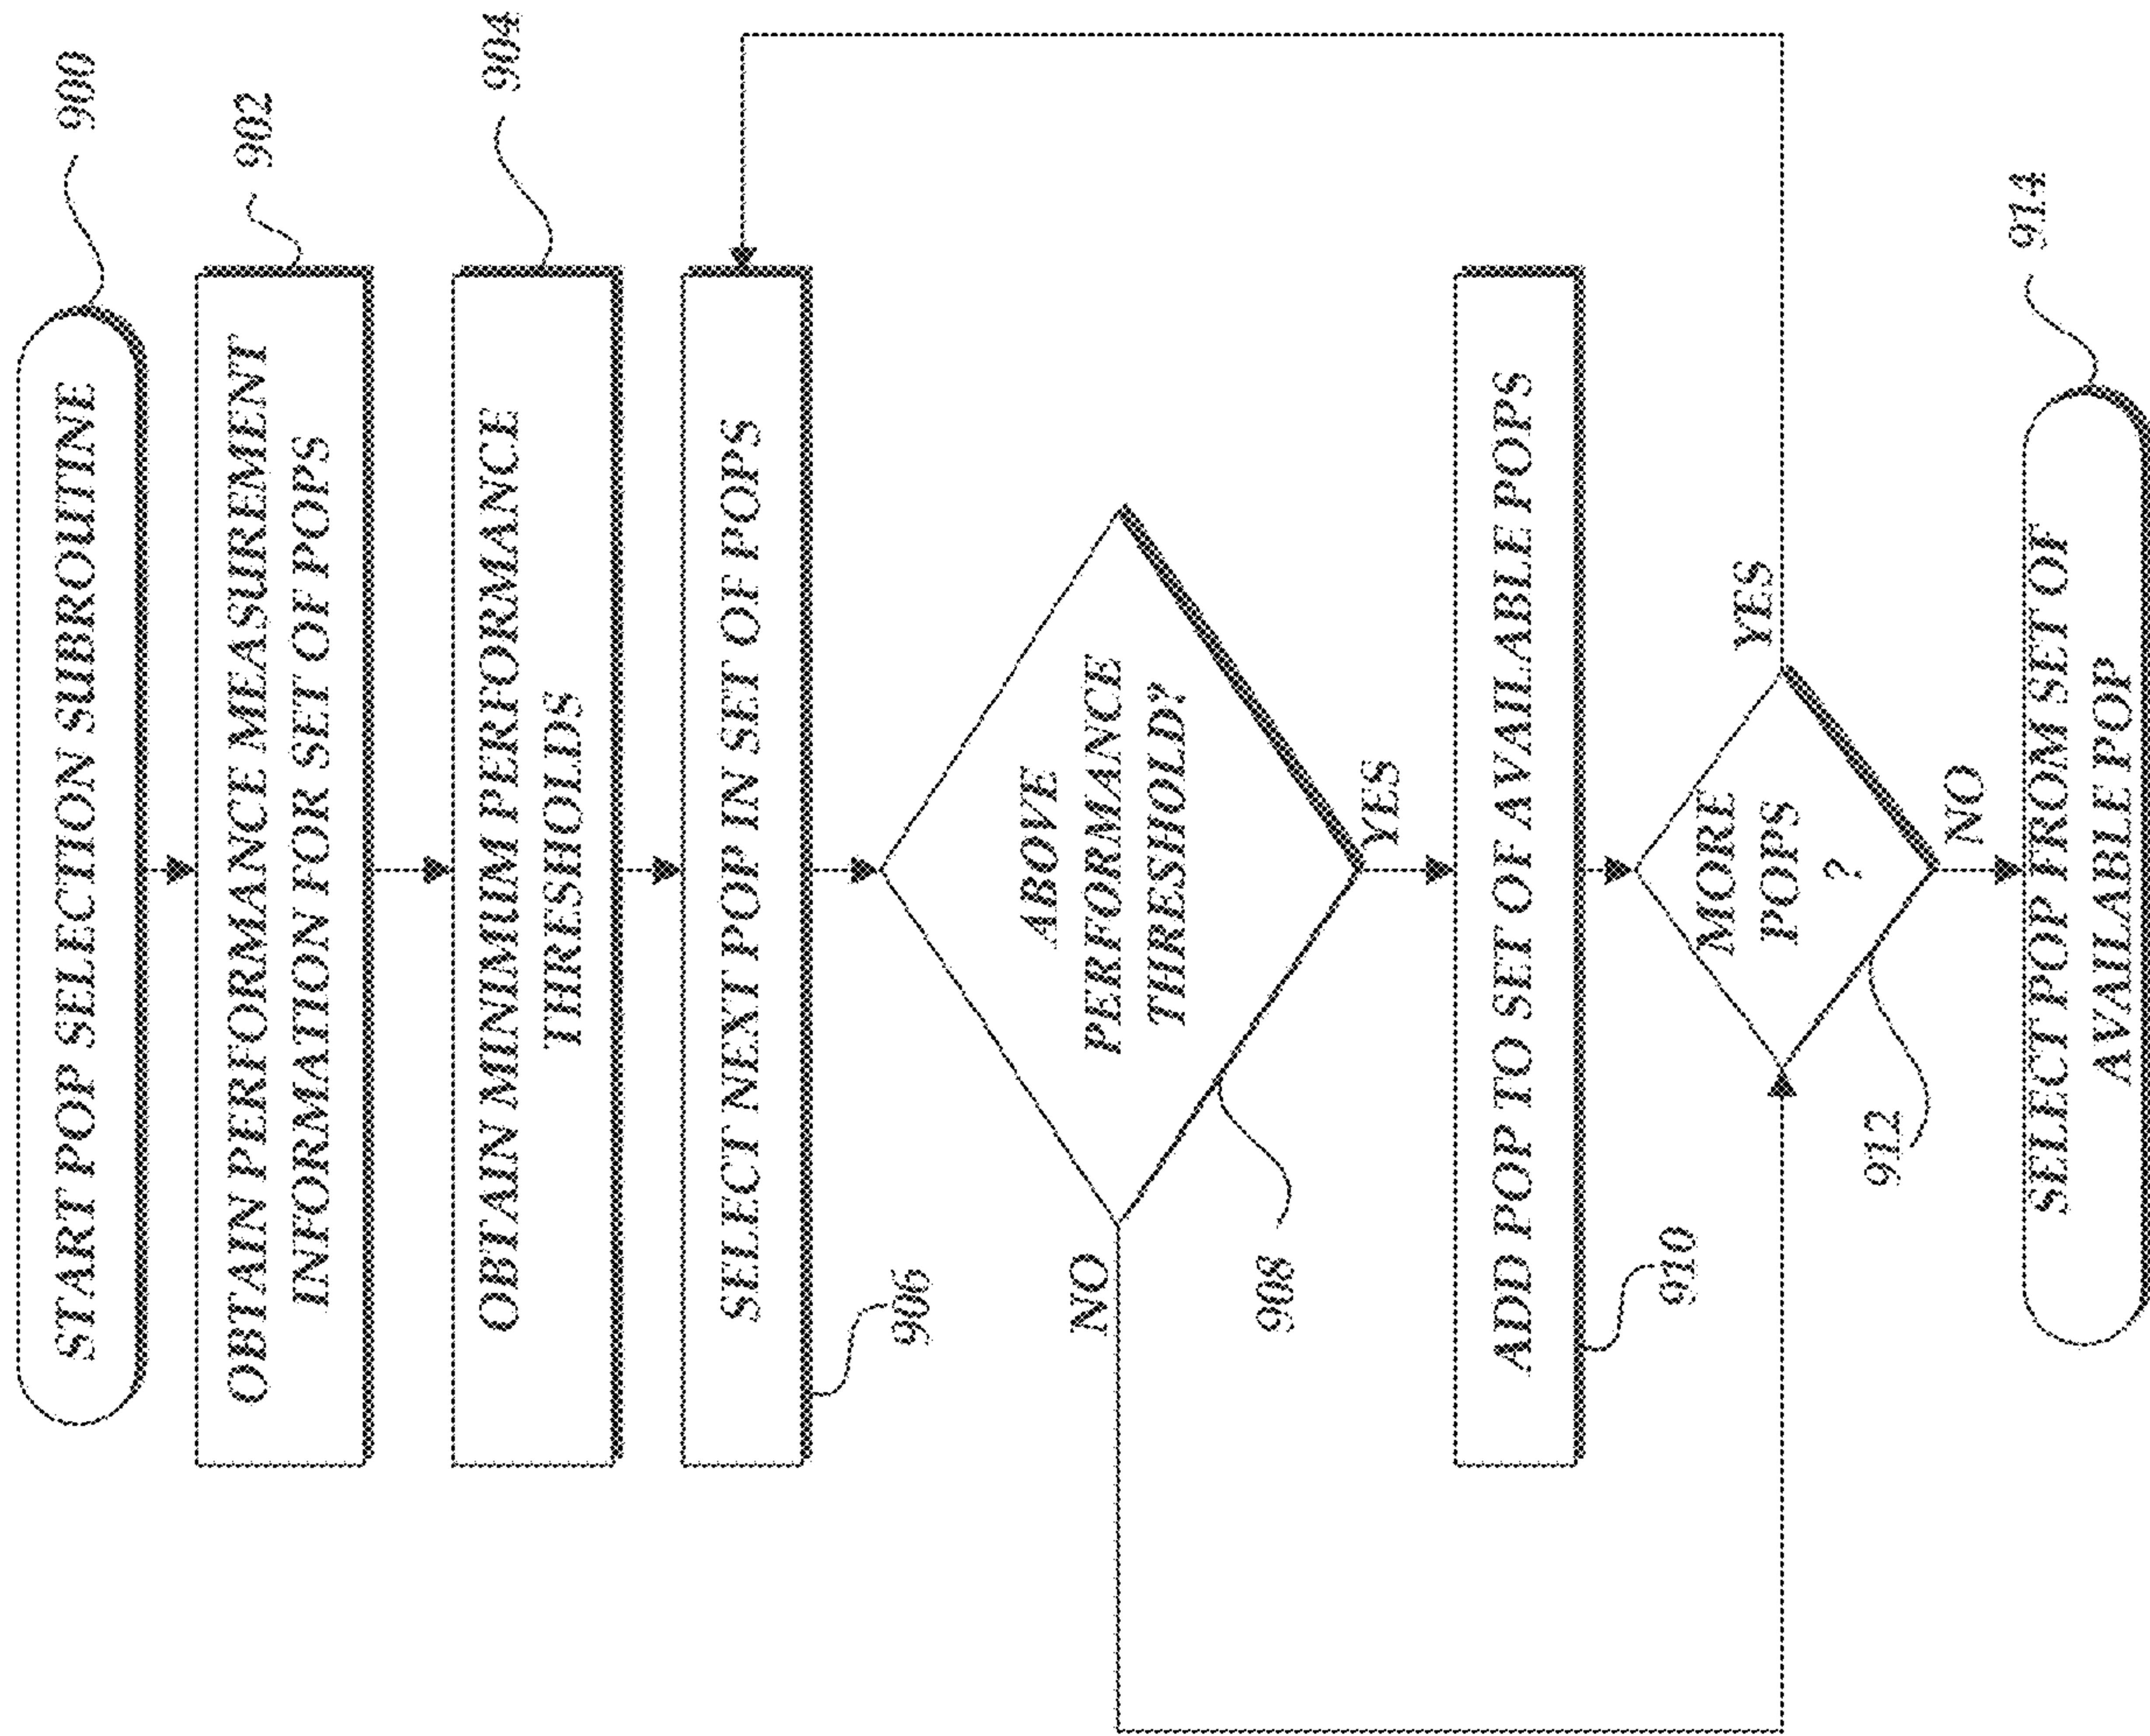 START POP SELECTION SUBROUTINE
900
OBTAIN PERFORMANCE MEASUREMENT
INFORMATION FOR SET OF POPS
902
OBTAIN MINIMUM PERFORMANCE
THRESHOLDS
904
SELECT NEXT POP IN SET OF POPS
906
ABOVE
PERFORMANCE
THRESHOLD?
NO
908
YES
ADD POP TO SET OF AVAILABLE POPS
910
MORE
POPS
?
YES
912
NO
SELECT POP FROM SET OF
AVAILABLE POP
914